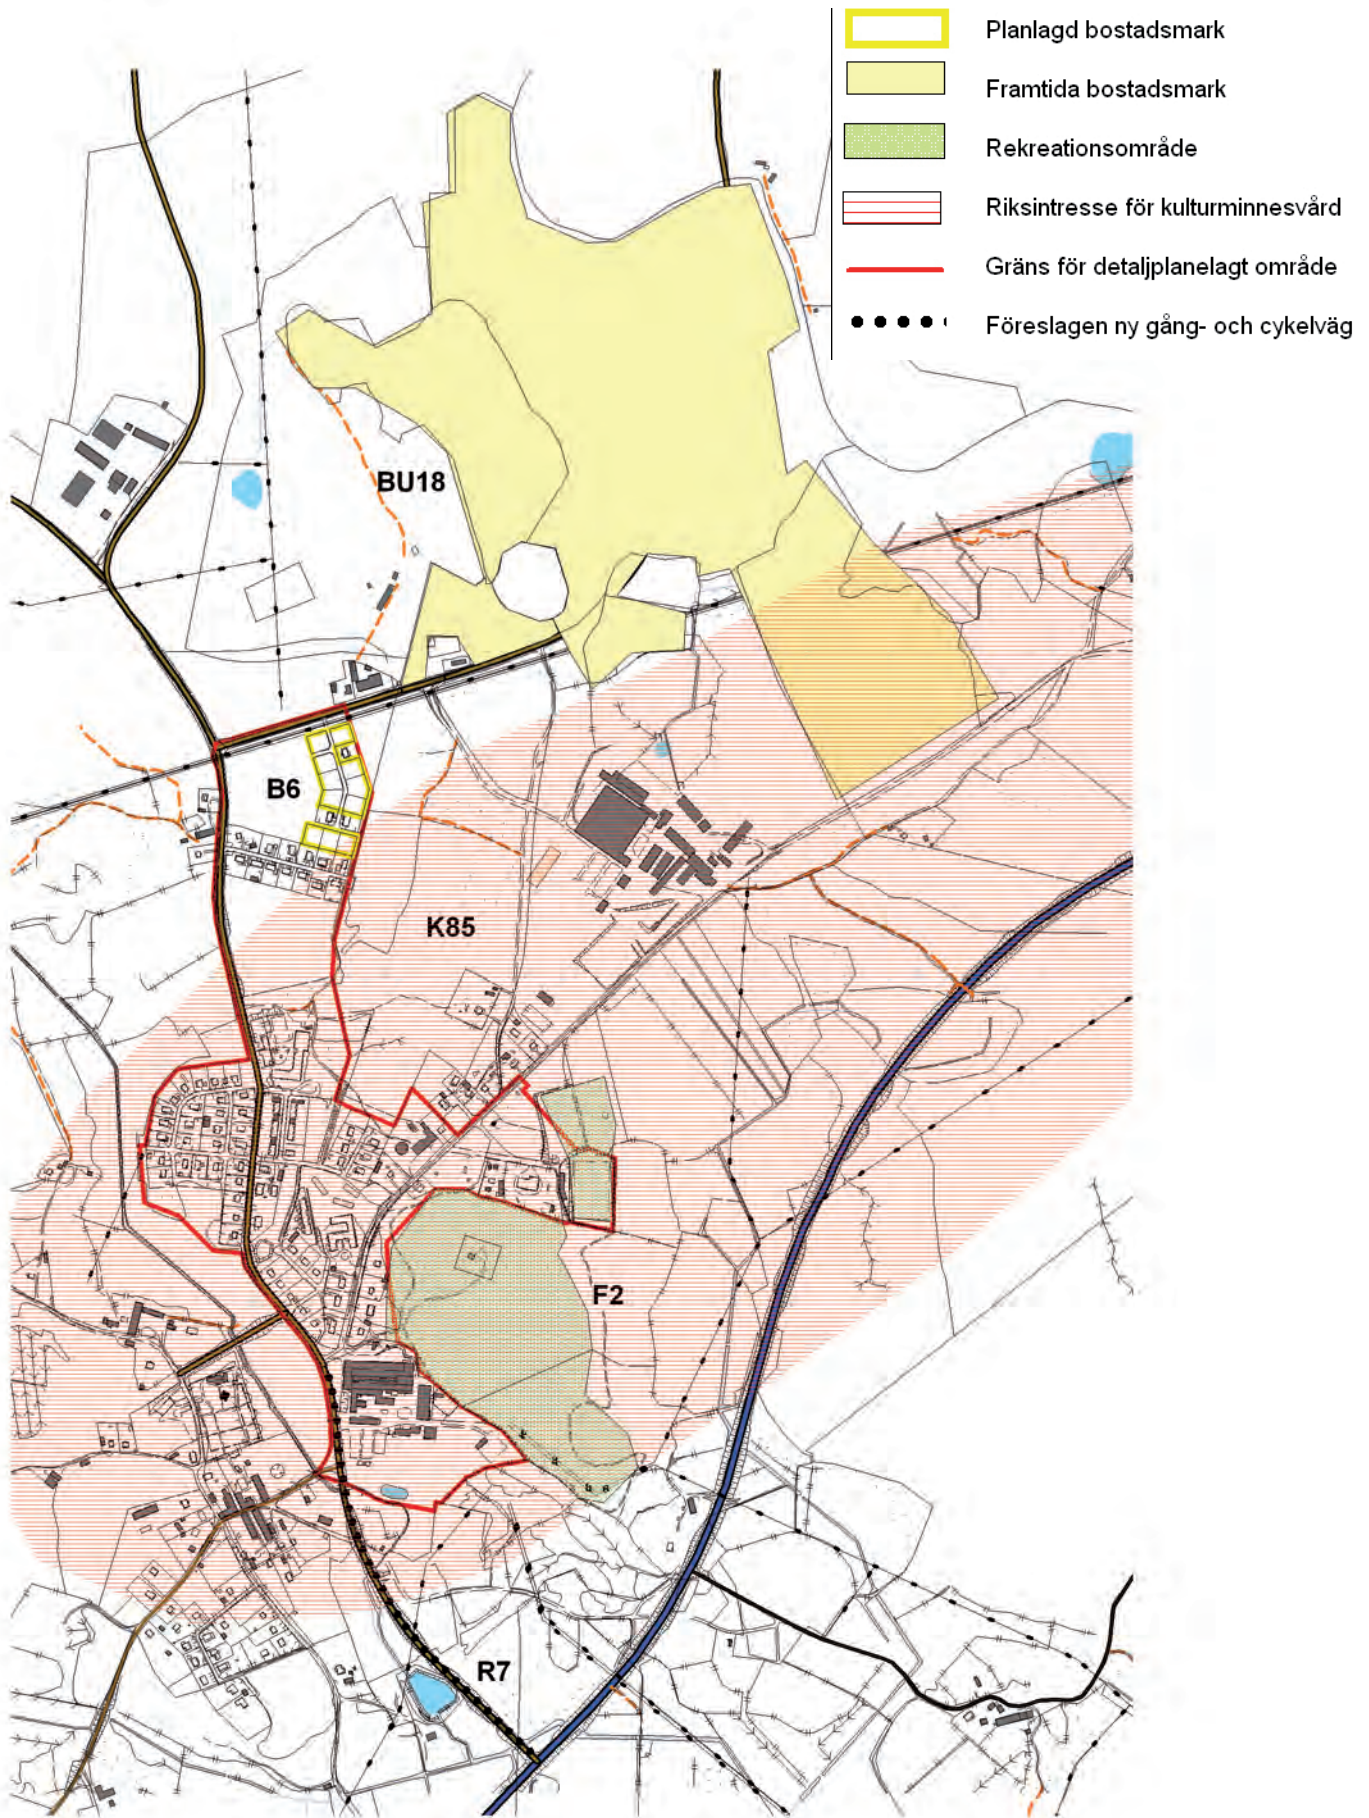 Planlagd bostadsmark
Framtida bostadsmark
Rekreationsområde
Riksintresse för kulturminnesvård
Gräns för detaljplanelagt område
Föreslagen ny gång- och cykelväg
BU18
B6
K85
F2
R7